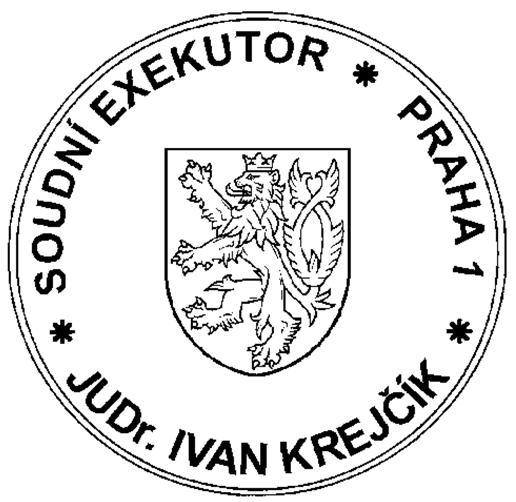 SOUDNÍ EXEKUTOR * PRAHA 1 *
JUDr. IVAN KREJČÍK *